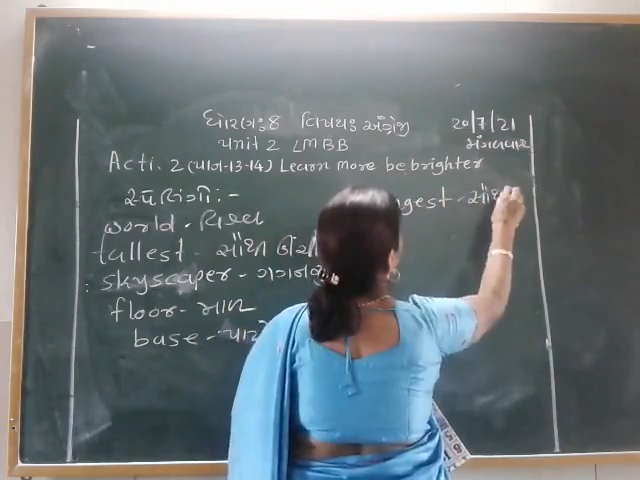 ધોરણ:8 વિષયઃ અંગ્રેજી 20/7/21
યુનિટ 2 LMBB મંગળવાર
Acti. 2 (પાન-13-14) Learn more be brighter
સ્પેલિંગ :-
world - વિશ્વ
tallest - સૌથી ઊંચી
skyscaper - ગગનચુ
floor - માળ
base -
gest - સૌથ